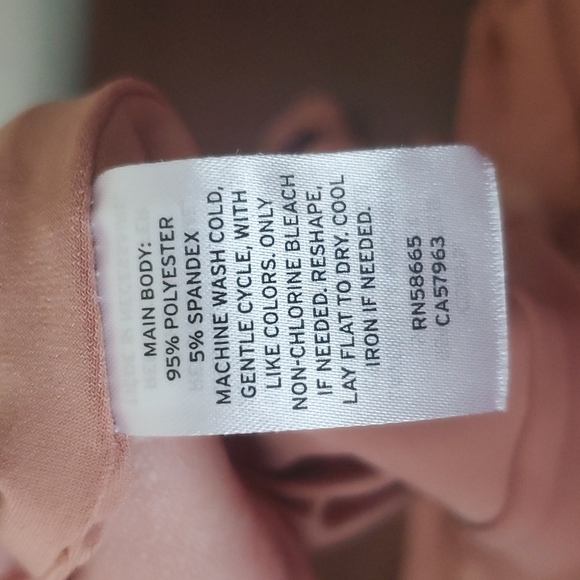 MAIN BODY:
95% POLYESTER
5% SPANDEX
MACHINE WASH COLD,
GENTLE CYCLE, WITH
LIKE COLORS. ONLY
NON-CHLORINE BLEACH
IF NEEDED. RESHAPE,
LAY FLAT TO DRY. COOL
IRON IF NEEDED.
RN58665
CA57963